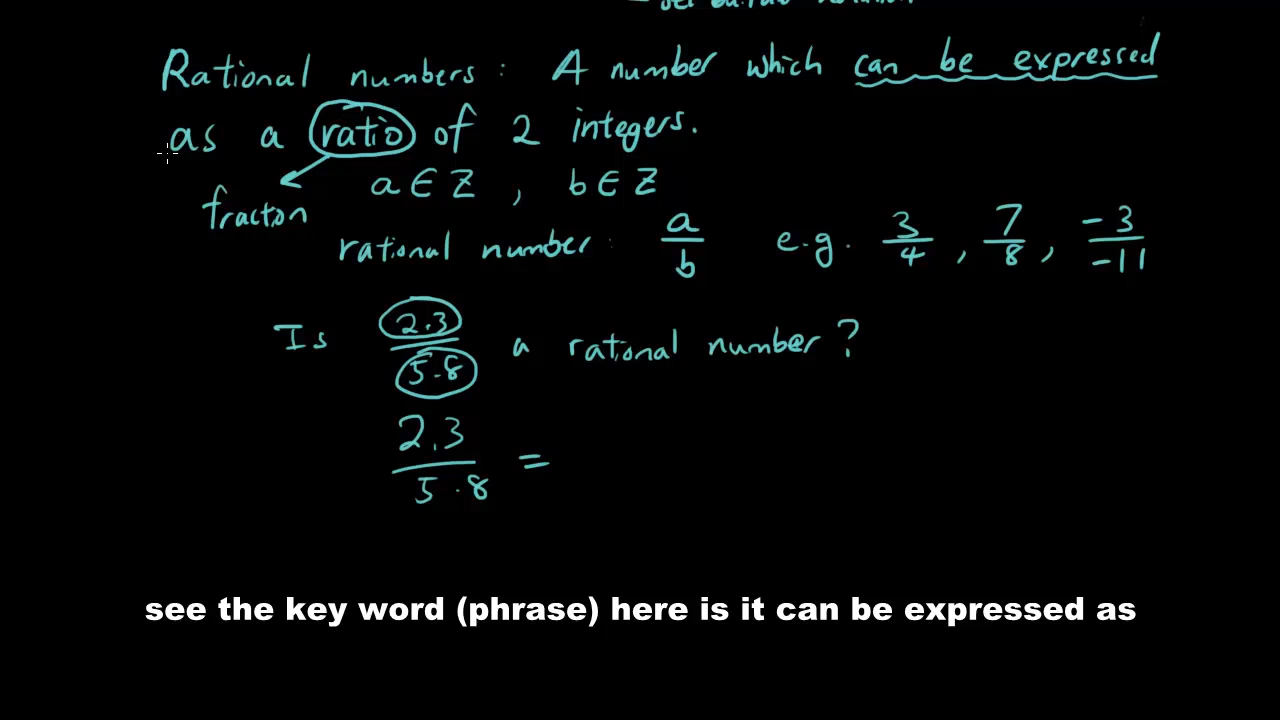 Rational numbers : A number which can be expressed
as a ratio of 2 integers.
fracton
a ∈ Z , b ∈ Z
rational number : a/b e.g. 3/4 , 7/8 , -3/-11
Is 2.3/5.8 a rational number ?
2.3/5.8 =
see the key word (phrase) here is it can be expressed as